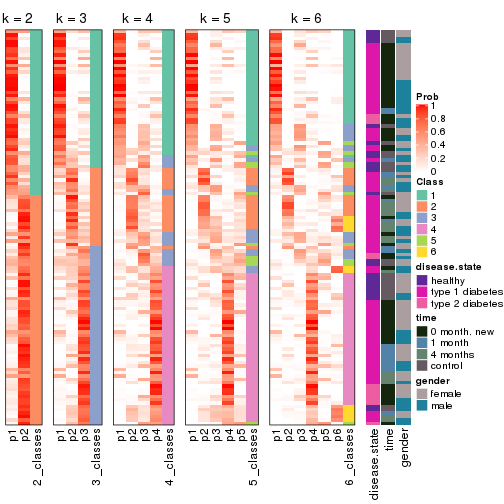 k = 2 k = 3 k = 4 k = 5 k = 6
Prob
1
0.8
0.6
0.4
0.2
0
Class
1
2
3
4
5
6
disease.state
healthy
type 1 diabetes
type 2 diabetes
time
0 month. new
1 month
4 months
control
gender
female
male
p1 p2 2_classes p1 p2 p3 3_classes p1 p2 p3 p4 4_classes p1 p2 p3 p4 p5 5_classes p1 p2 p3 p4 p5 p6 6_classes disease.state time gender